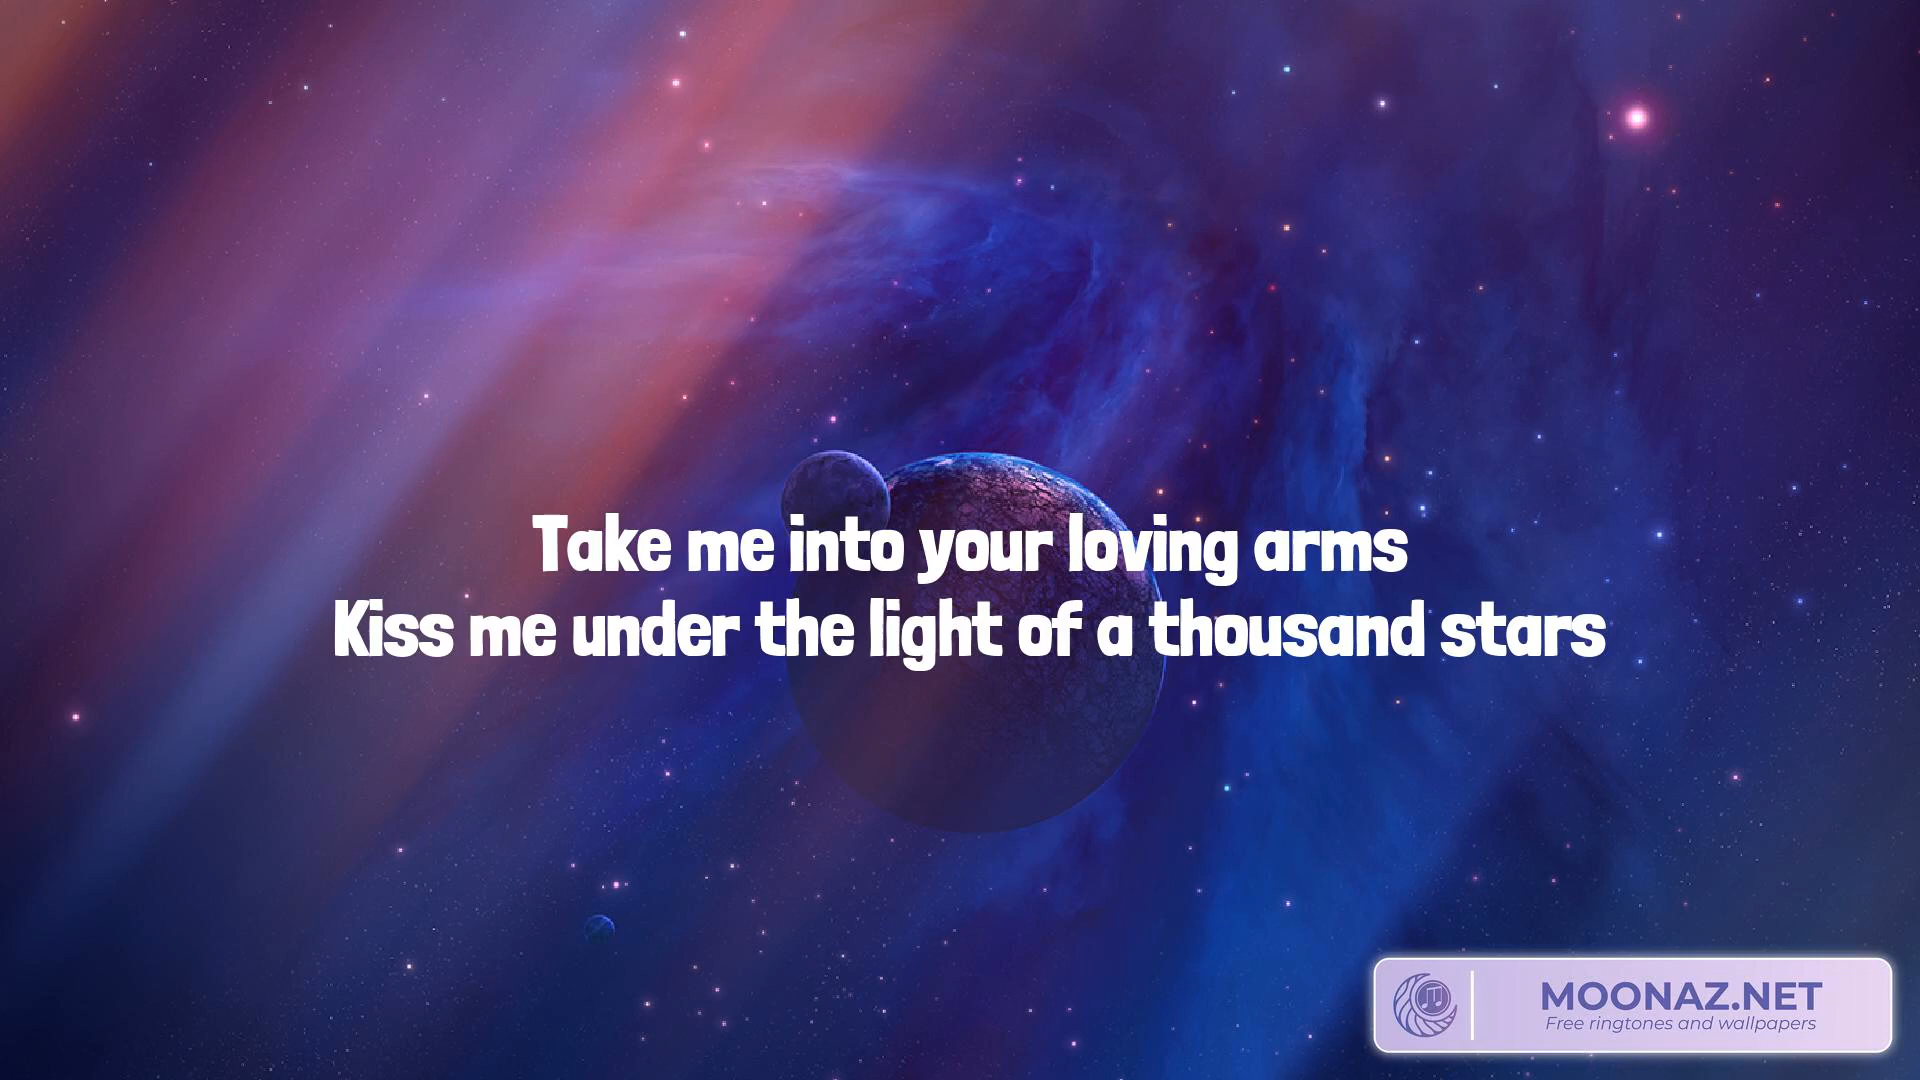 Take me into your loving arms
Kiss me under the light of a thousand stars
MOONAZ.NET
Free ringtones and wallpapers